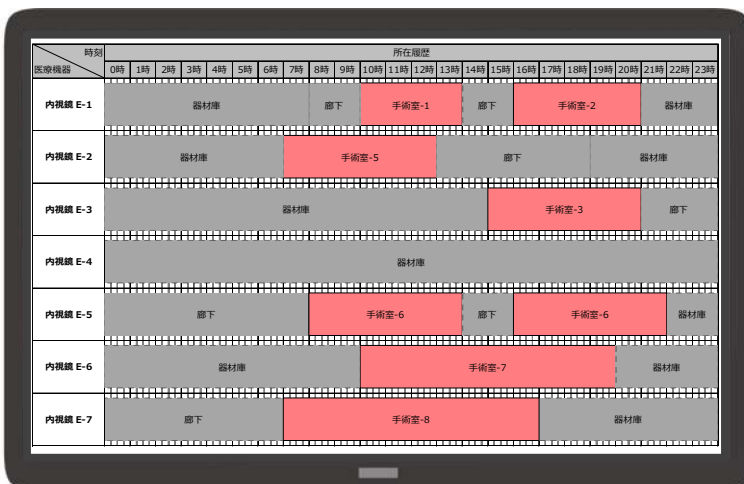 時刻 所在履歴
医療機器 0時 1時 2時 3時 4時 5時 6時 7時 8時 9時 10時 11時 12時 13時 14時 15時 16時 17時 18時 19時 20時 21時 22時 23時
内視鏡 E-1 器材庫 廊下 手術室-1 廊下 手術室-2 器材庫
内視鏡 E-2 器材庫 手術室-5 廊下 器材庫
内視鏡 E-3 器材庫 手術室-3 廊下
内視鏡 E-4 器材庫
内視鏡 E-5 廊下 手術室-6 廊下 手術室-6 器材庫
内視鏡 E-6 器材庫 手術室-7 器材庫
内視鏡 E-7 廊下 手術室-8 器材庫